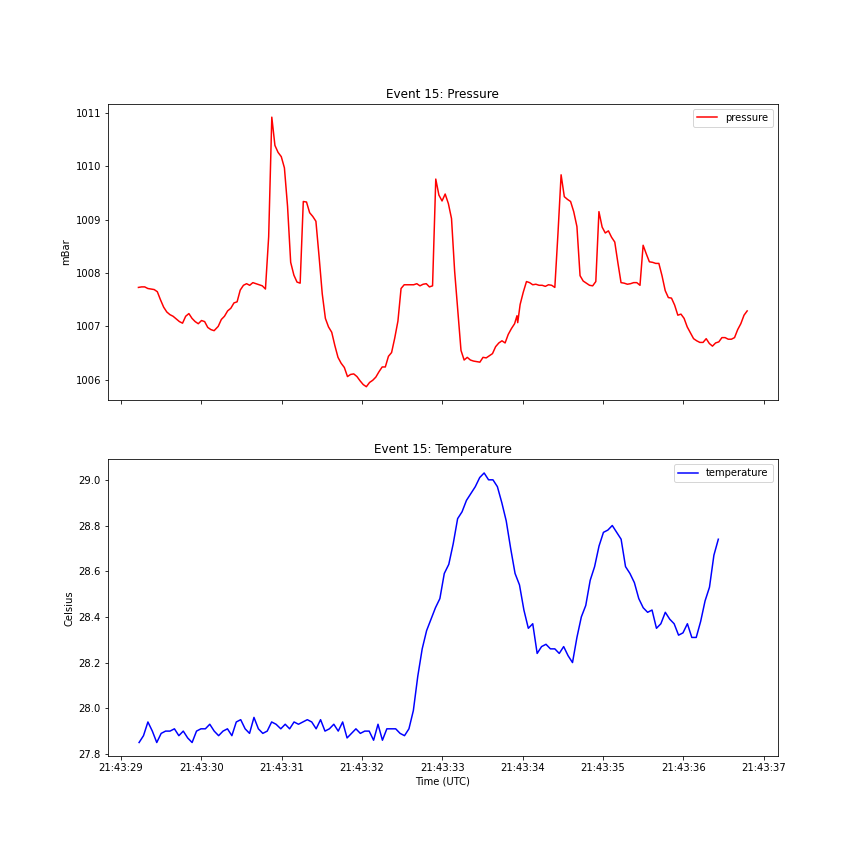 Event 15: Pressure
pressure
1011
1010
1009
1008
1007
1006
mBar
Event 15: Temperature
temperature
29.0
28.8
28.6
28.4
28.2
28.0
27.8
Celsius
21:43:29 21:43:30 21:43:31 21:43:32 21:43:33 21:43:34 21:43:35 21:43:36 21:43:37
Time (UTC)